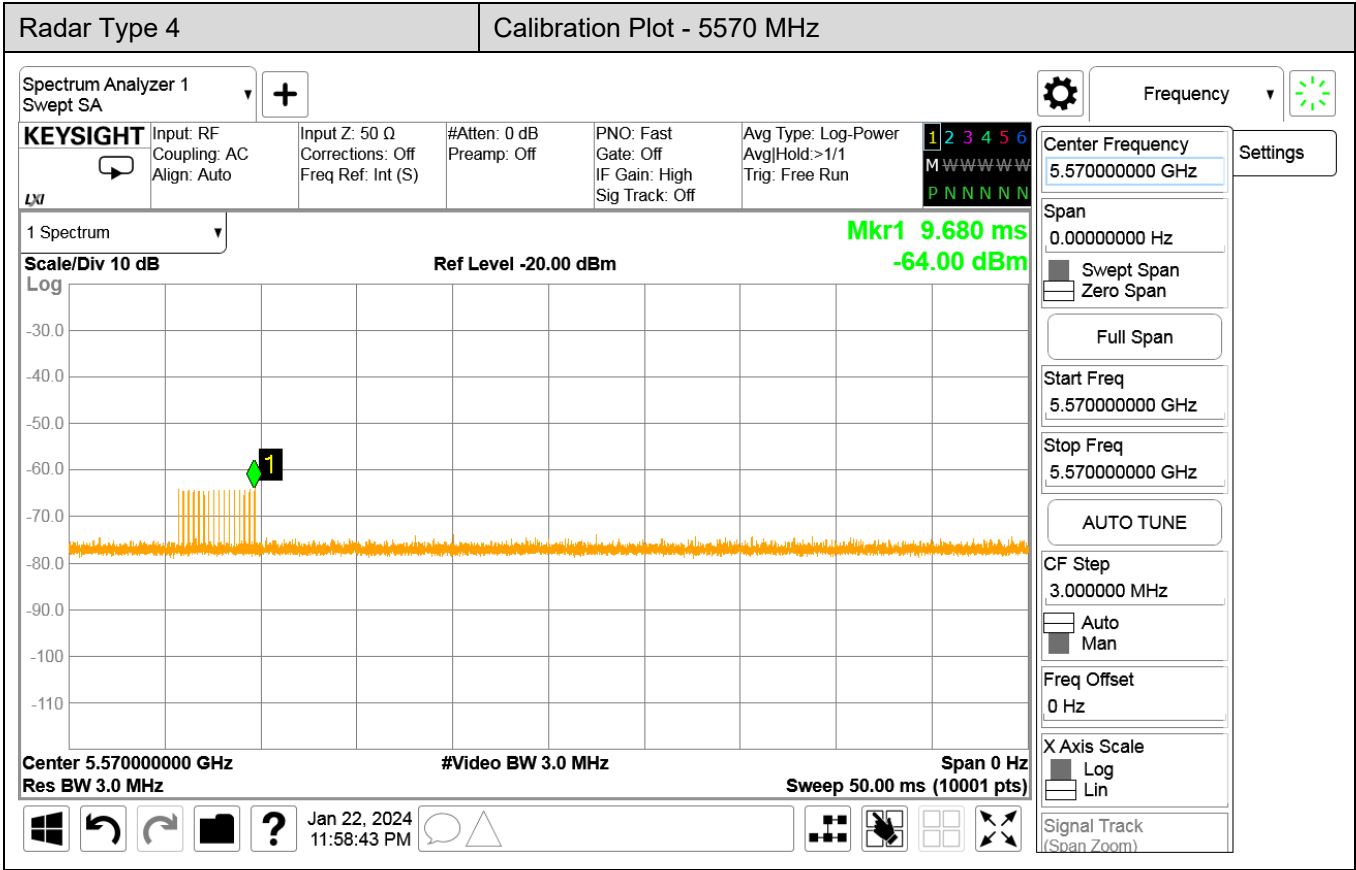 Radar Type 4
Calibration Plot - 5570 MHz
Spectrum Analyzer 1
Swept SA
Frequency
KEYSIGHT
LXI
Input: RF
Coupling: AC
Align: Auto
Input Z: 50 Ω
Corrections: Off
Freq Ref: Int (S)
#Atten: 0 dB
Preamp: Off
PNO: Fast
Gate: Off
IF Gain: High
Sig Track: Off
Avg Type: Log-Power
Avg|Hold:>1/1
Trig: Free Run
1 2 3 4 5 6
M W W W W W
P N N N N N
Settings
1 Spectrum
Mkr1 9.680 ms
-64.00 dBm
Scale/Div 10 dB
Ref Level -20.00 dBm
Log
-30.0
-40.0
-50.0
-60.0
-70.0
-80.0
-90.0
-100
-110
1
Center 5.570000000 GHz
#Video BW 3.0 MHz
Span 0 Hz
Res BW 3.0 MHz
Sweep 50.00 ms (10001 pts)
?
Jan 22, 2024
11:58:43 PM
Center Frequency
5.570000000 GHz
Span
0.00000000 Hz
Swept Span
Zero Span
Full Span
Start Freq
5.570000000 GHz
Stop Freq
5.570000000 GHz
AUTO TUNE
CF Step
3.000000 MHz
Auto
Man
Freq Offset
0 Hz
X Axis Scale
Log
Lin
Signal Track
(Span Zoom)